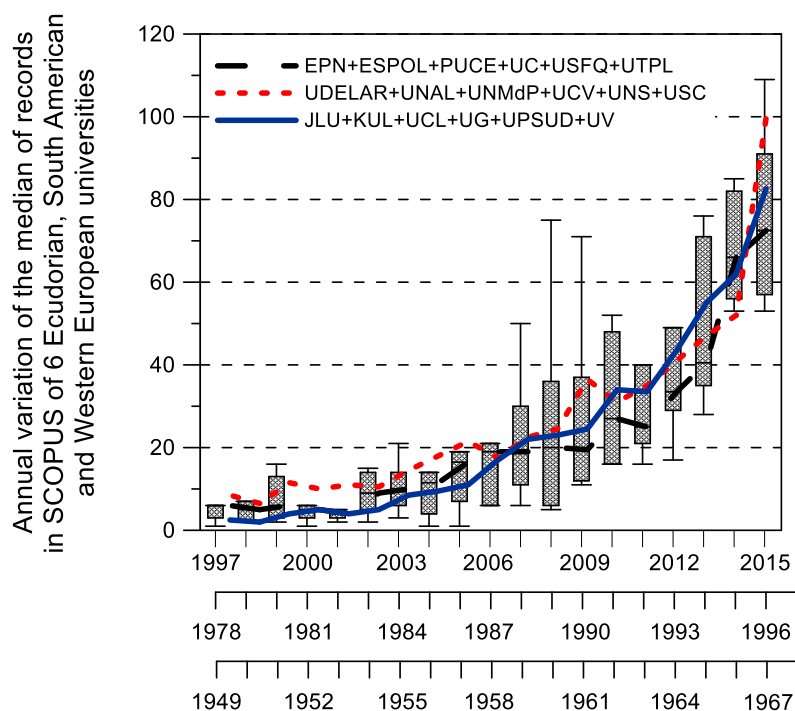 Annual variation of the median of records
in SCOPUS of 6 Ecudorian, South American
and Western European universities
120
100
80
60
40
20
0
EPN+ESPOL+PUCE+UC+USFQ+UTPL
UDELAR+UNAL+UNMdP+UCV+UNS+USC
JLU+KUL+UCL+UG+UPSUD+UV
1997 2000 2003 2006 2009 2012 2015
1978 1981 1984 1987 1990 1993 1996
1949 1952 1955 1958 1961 1964 1967